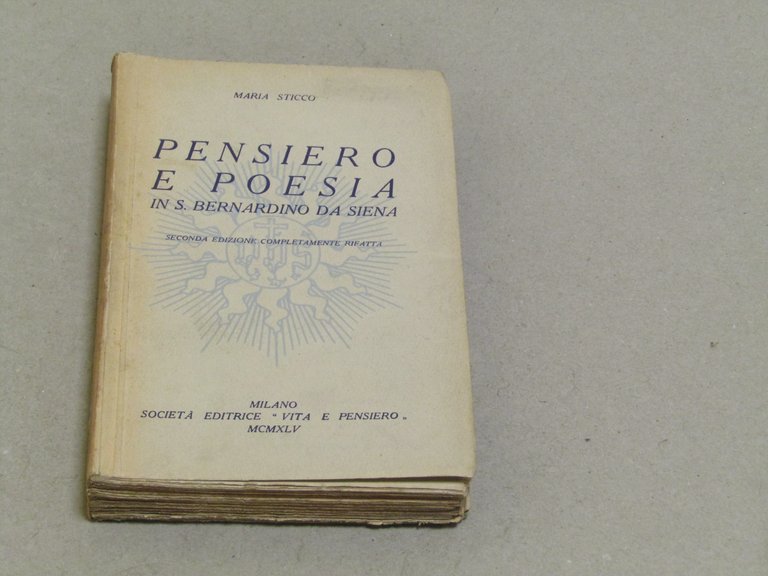 MARIA STICCO
PENSIERO
E POESIA
IN S. BERNARDINO DA SIENA
SECONDA EDIZIONE COMPLETAMENTE RIFATTA
MILANO
SOCIETÀ EDITRICE "VITA E PENSIERO„
MCMXLV